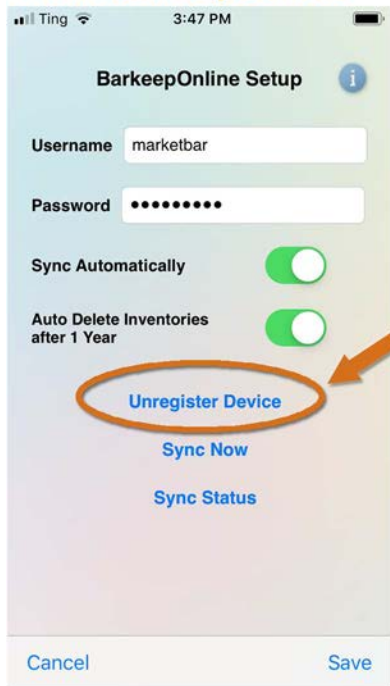 Ting 3:47 PM
BarkeepOnline Setup i
Username marketbar
Password •••••••••
Sync Automatically
Auto Delete Inventories
after 1 Year
Unregister Device
Sync Now
Sync Status
Cancel Save